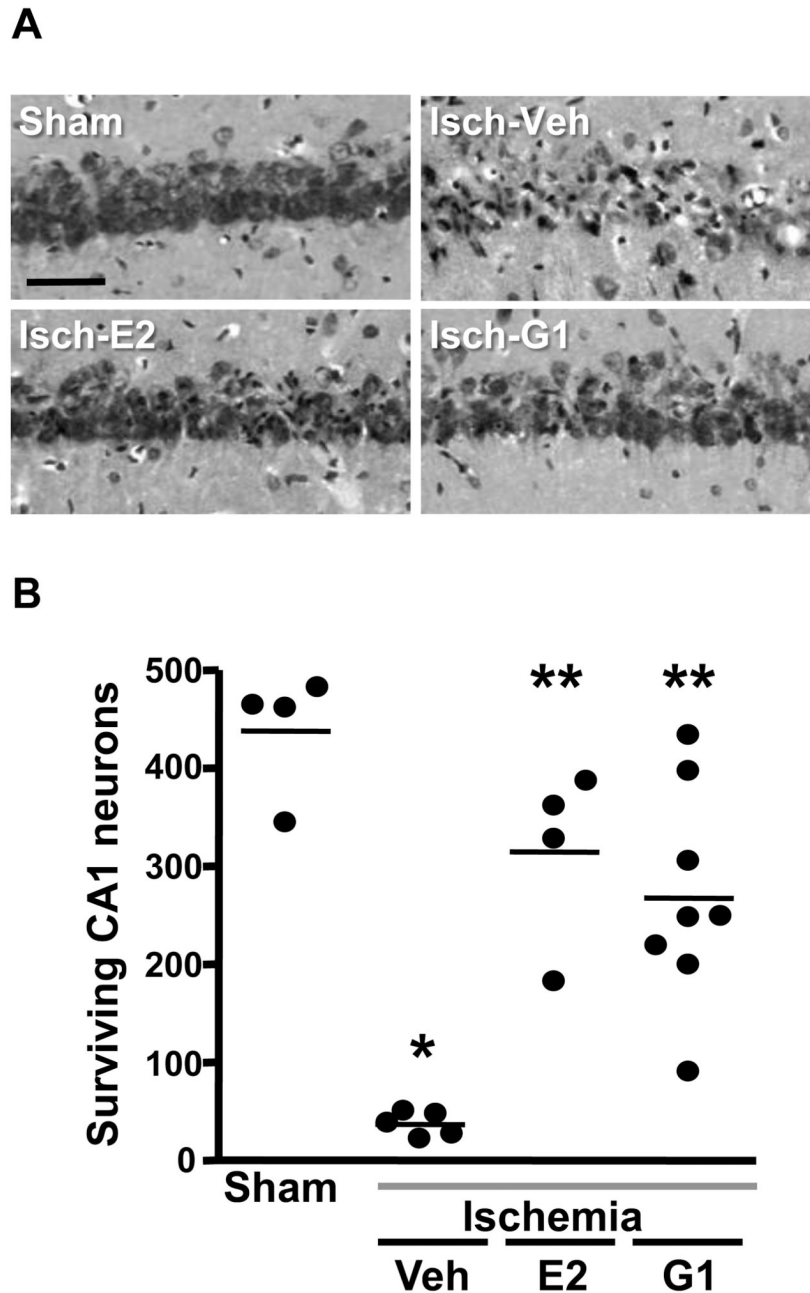 A
Sham
Isch-Veh
Isch-E2
Isch-G1
B
Surviving CA1 neurons
500
400
300
200
100
0
**
**
*
Sham
Ischemia
Veh
E2
G1